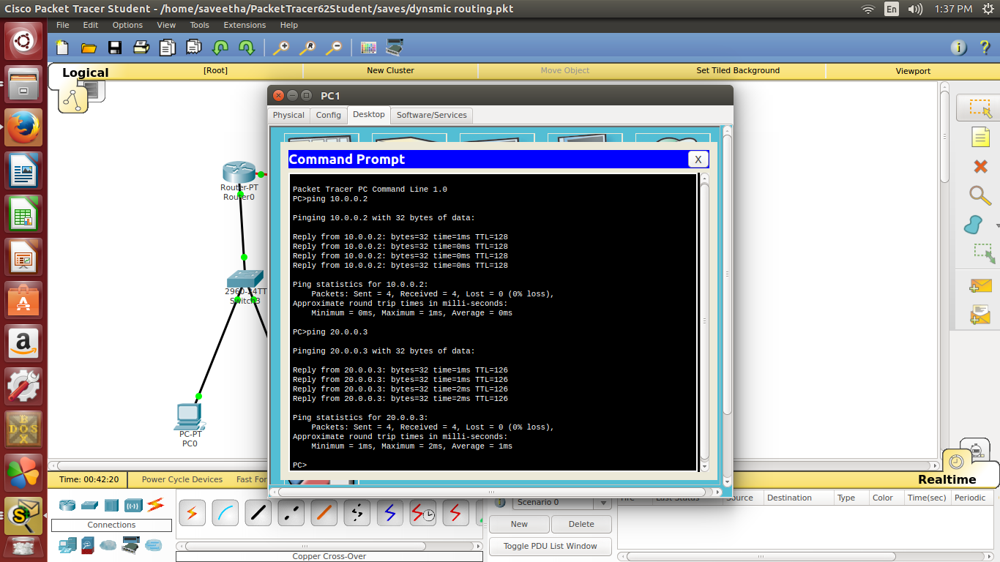 Cisco Packet Tracer Student - /home/saveetha/PacketTracer62Student/saves/dynsmic routing.pkt
En
1:37 PM
File Edit Options View Tools Extensions Help
Logical
[Root]
New Cluster
Move Object
Set Tiled Background
Viewport
PC1
Physical Config Desktop Software/Services
Command Prompt
X
Packet Tracer PC Command Line 1.0
PC>ping 10.0.0.2
Pinging 10.0.0.2 with 32 bytes of data:
Reply from 10.0.0.2: bytes=32 time=1ms TTL=128
Reply from 10.0.0.2: bytes=32 time=0ms TTL=128
Reply from 10.0.0.2: bytes=32 time=0ms TTL=128
Reply from 10.0.0.2: bytes=32 time=0ms TTL=128
Ping statistics for 10.0.0.2:
Packets: Sent = 4, Received = 4, Lost = 0 (0% loss),
Approximate round trip times in milli-seconds:
Minimum = 0ms, Maximum = 1ms, Average = 0ms
PC>ping 20.0.0.3
Pinging 20.0.0.3 with 32 bytes of data:
Reply from 20.0.0.3: bytes=32 time=1ms TTL=126
Reply from 20.0.0.3: bytes=32 time=1ms TTL=126
Reply from 20.0.0.3: bytes=32 time=2ms TTL=126
Reply from 20.0.0.3: bytes=32 time=2ms TTL=126
Ping statistics for 20.0.0.3:
Packets: Sent = 4, Received = 4, Lost = 0 (0% loss),
Approximate round trip times in milli-seconds:
Minimum = 1ms, Maximum = 2ms, Average = 1ms
PC>
Router-PT
Router0
2960-24TT
Switch3
PC-PT
PC0
Time: 00:42:20
Power Cycle Devices
Fast For
Realtime
Connections
Copper Cross-Over
Scenario 0
New
Delete
Toggle PDU List Window
Fire Last Status Source Destination Type Color Time(sec) Periodic